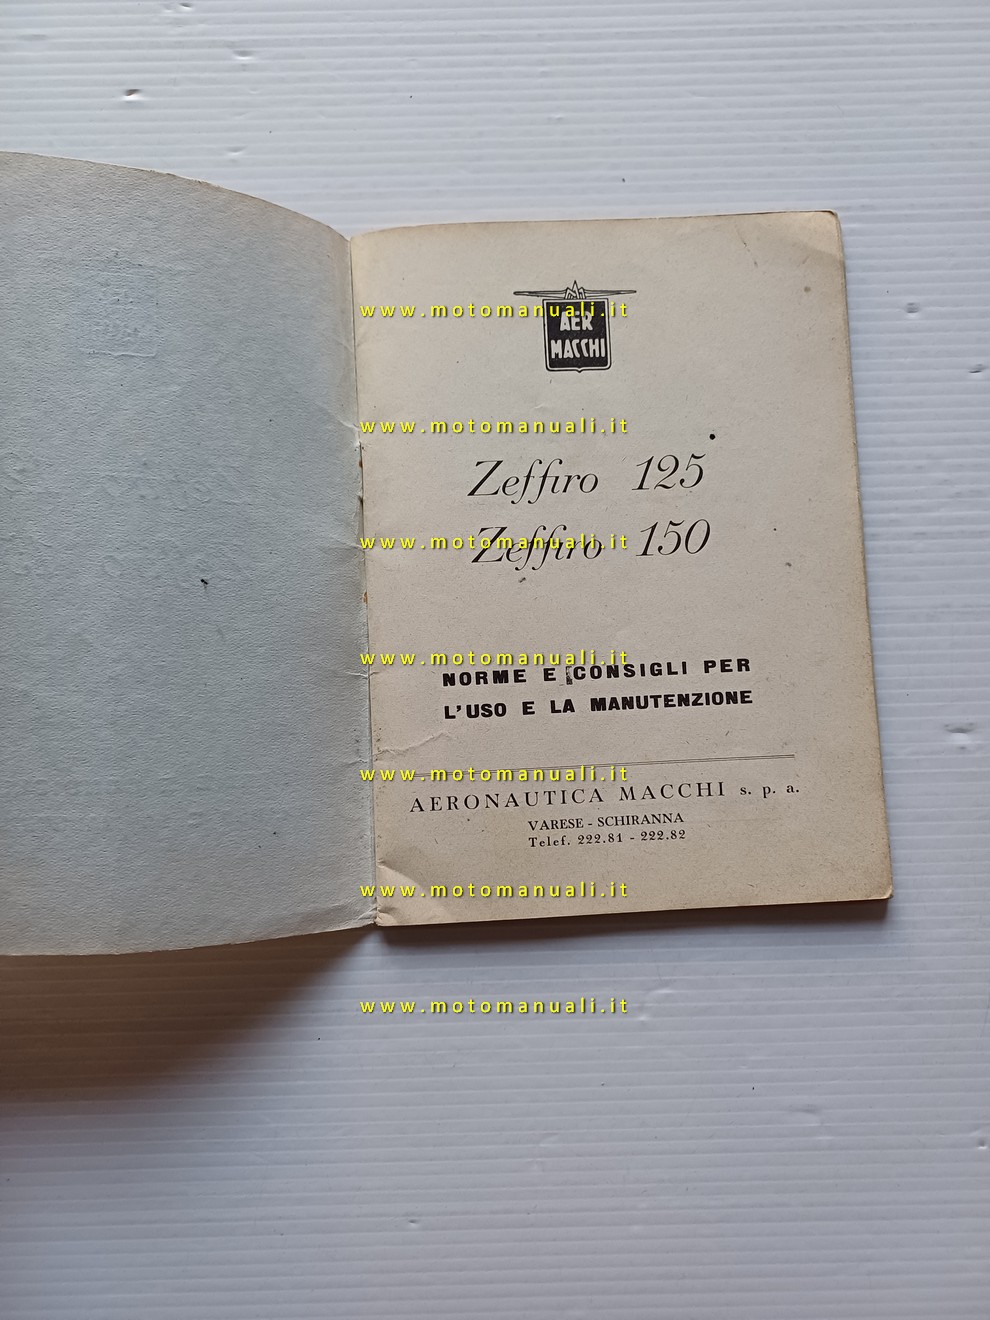 www.motomanuali.it
AER
MACCHI
www.motomanuali.it
Zeffiro 125
Zeffiro 150
www.motomanuali.it
www.motomanuali.it
NORME E CONSIGLI PER
L'USO E LA MANUTENZIONE
www.motomanuali.it
AERONAUTICA MACCHI s. p. a.
VARESE - SCHIRANNA
Telef. 222.81 - 222.82
www.motomanuali.it
www.motomanuali.it